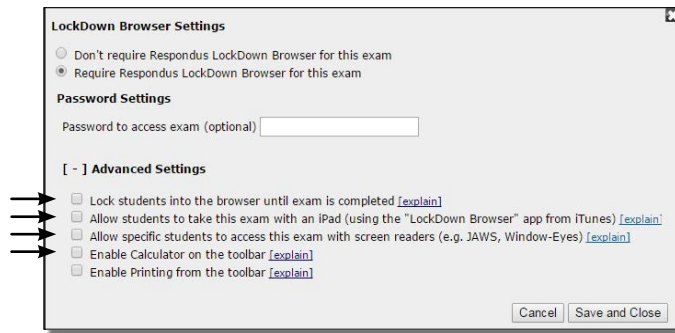 LockDown Browser Settings
Don't require Respondus LockDown Browser for this exam
Require Respondus LockDown Browser for this exam
Password Settings
Password to access exam (optional)
[ - ] Advanced Settings
Lock students into the browser until exam is completed [explain]
Allow students to take this exam with an iPad (using the "LockDown Browser" app from iTunes) [explain]
Allow specific students to access this exam with screen readers (e.g. JAWS, Window-Eyes) [explain]
Enable Calculator on the toolbar [explain]
Enable Printing from the toolbar [explain]
Cancel Save and Close